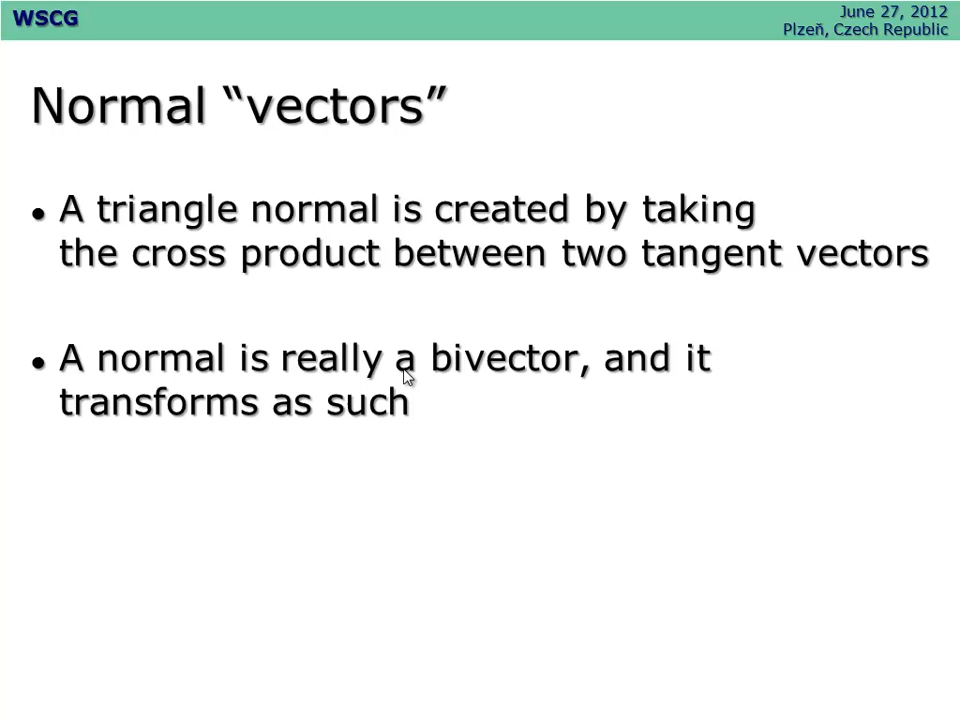 WSCG
June 27, 2012
Plzeň, Czech Republic
Normal “vectors”
• A triangle normal is created by taking
the cross product between two tangent vectors
• A normal is really a bivector, and it
transforms as such